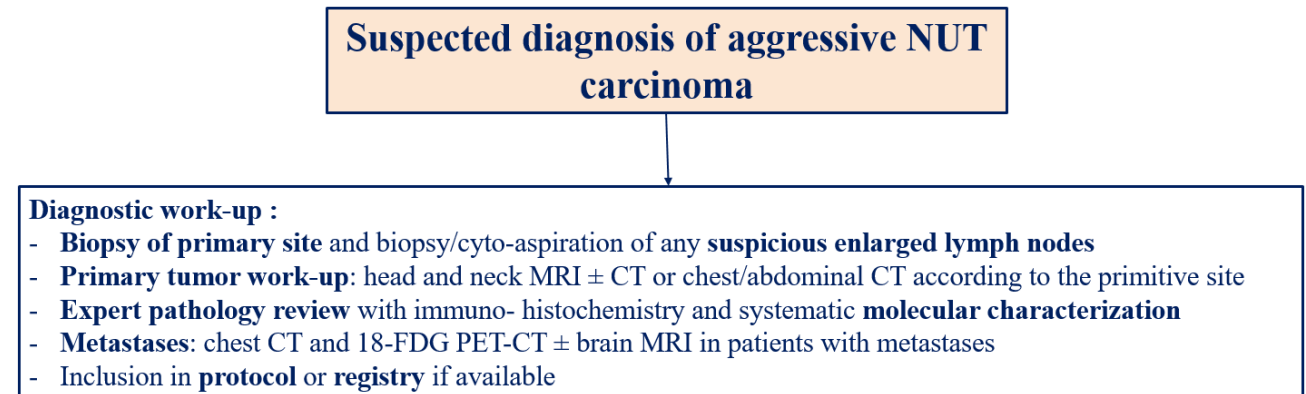 Suspected diagnosis of aggressive NUT
carcinoma
Diagnostic work-up :
- Biopsy of primary site and biopsy/cyto-aspiration of any suspicious enlarged lymph nodes
- Primary tumor work-up: head and neck MRI ± CT or chest/abdominal CT according to the primitive site
- Expert pathology review with immuno- histochemistry and systematic molecular characterization
- Metastases: chest CT and 18-FDG PET-CT ± brain MRI in patients with metastases
- Inclusion in protocol or registry if available